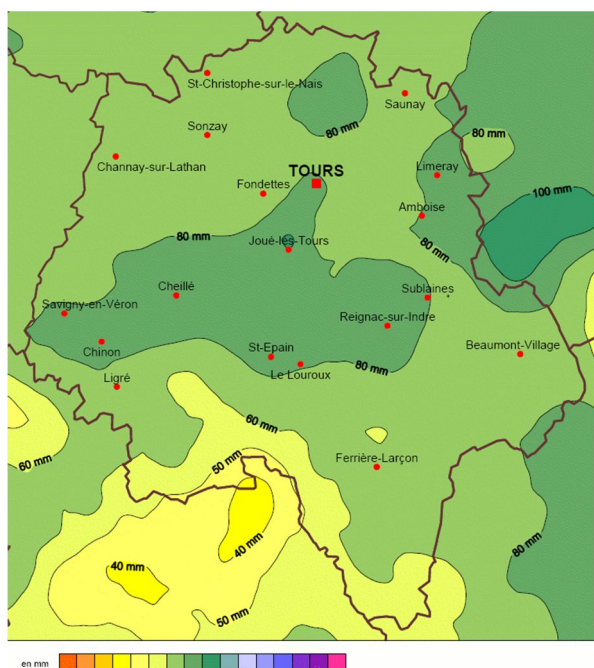 St-Christophe-sur-le-Nais
Saunay
80 mm
Sonzay
80 mm
Channay-sur-Lathan
TOURS
Limeray
Fondettes
100 mm
Amboise
80 mm
Joué-lès-Tours
80 mm
Cheillé
Sublaines
Savigny-en-Véron
Reignac-sur-Indre
Chinon
St-Epain
Beaumont-Village
Le Louroux
80 mm
Ligré
60 mm
60 mm
50 mm
Ferrière-Larçon
40 mm
80 mm
40 mm
50 mm
en mm